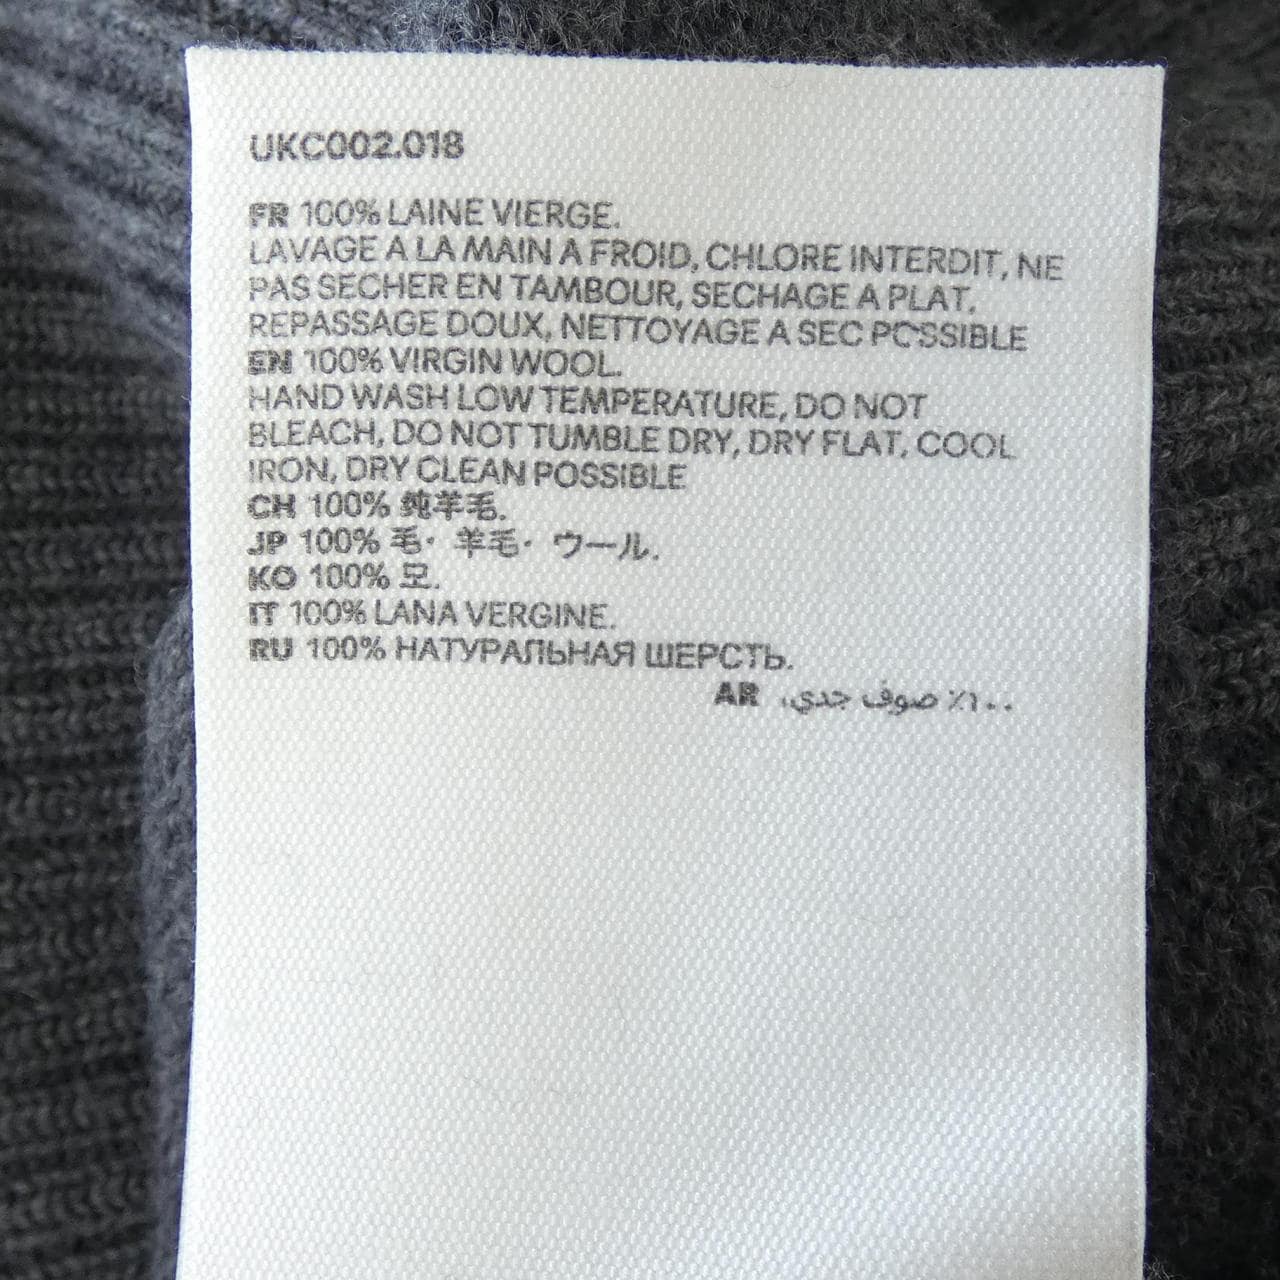 UKC002.018
FR 100% LAINE VIERGE.
LAVAGE A LA MAIN A FROID, CHLORE INTERDIT, NE
PAS SECHER EN TAMBOUR, SECHAGE A PLAT,
REPASSAGE DOUX, NETTOYAGE A SEC POSSIBLE
EN 100% VIRGIN WOOL.
HAND WASH LOW TEMPERATURE, DO NOT
BLEACH, DO NOT TUMBLE DRY, DRY FLAT, COOL
IRON, DRY CLEAN POSSIBLE
CH 100% 纯羊毛.
JP 100% 毛・羊毛・ウール.
KO 100% 모.
IT 100% LANA VERGINE.
RU 100% НАТУРАЛЬНАЯ ШЕРСТЬ.
AR ١٠٠٪ صوف جدي.